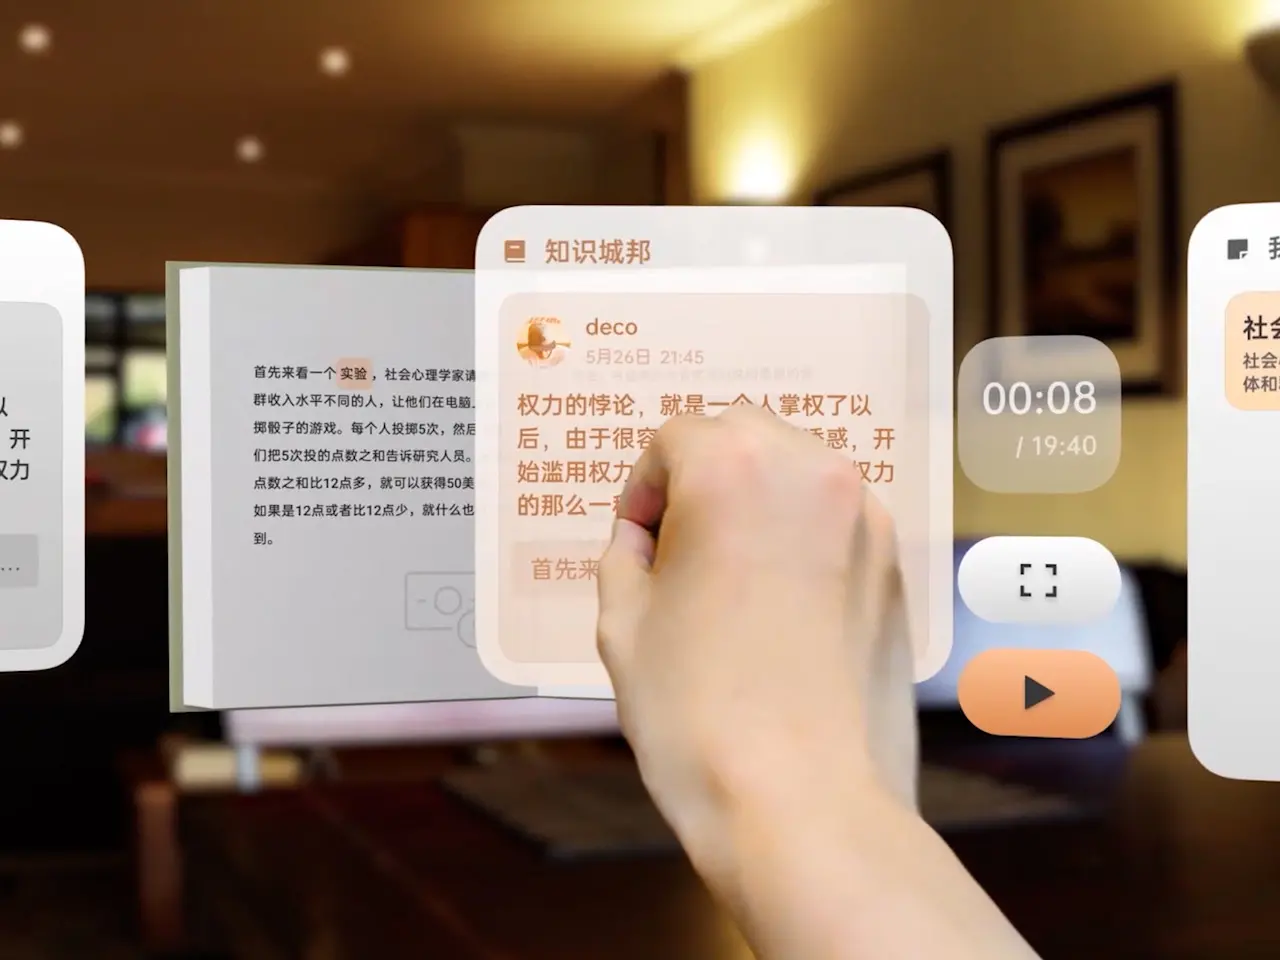 以
开
权力
...
首先来看一个实验，社会心理学家请
群收入水平不同的人，让他们在电脑上
掷骰子的游戏。每个人投掷5次，然后
们把5次投的点数之和告诉研究人员。
点数之和比12点多，就可以获得50美
如果是12点或者比12点少，就什么也
到。
知识城邦
deco
5月26日 21:45
权力的悖论，就是一个人掌权了以
后，由于很容 诱惑，开
始滥用权力 权力
的那么一种
首先来
00:08
/ 19:40
我
社会
社会心
体和